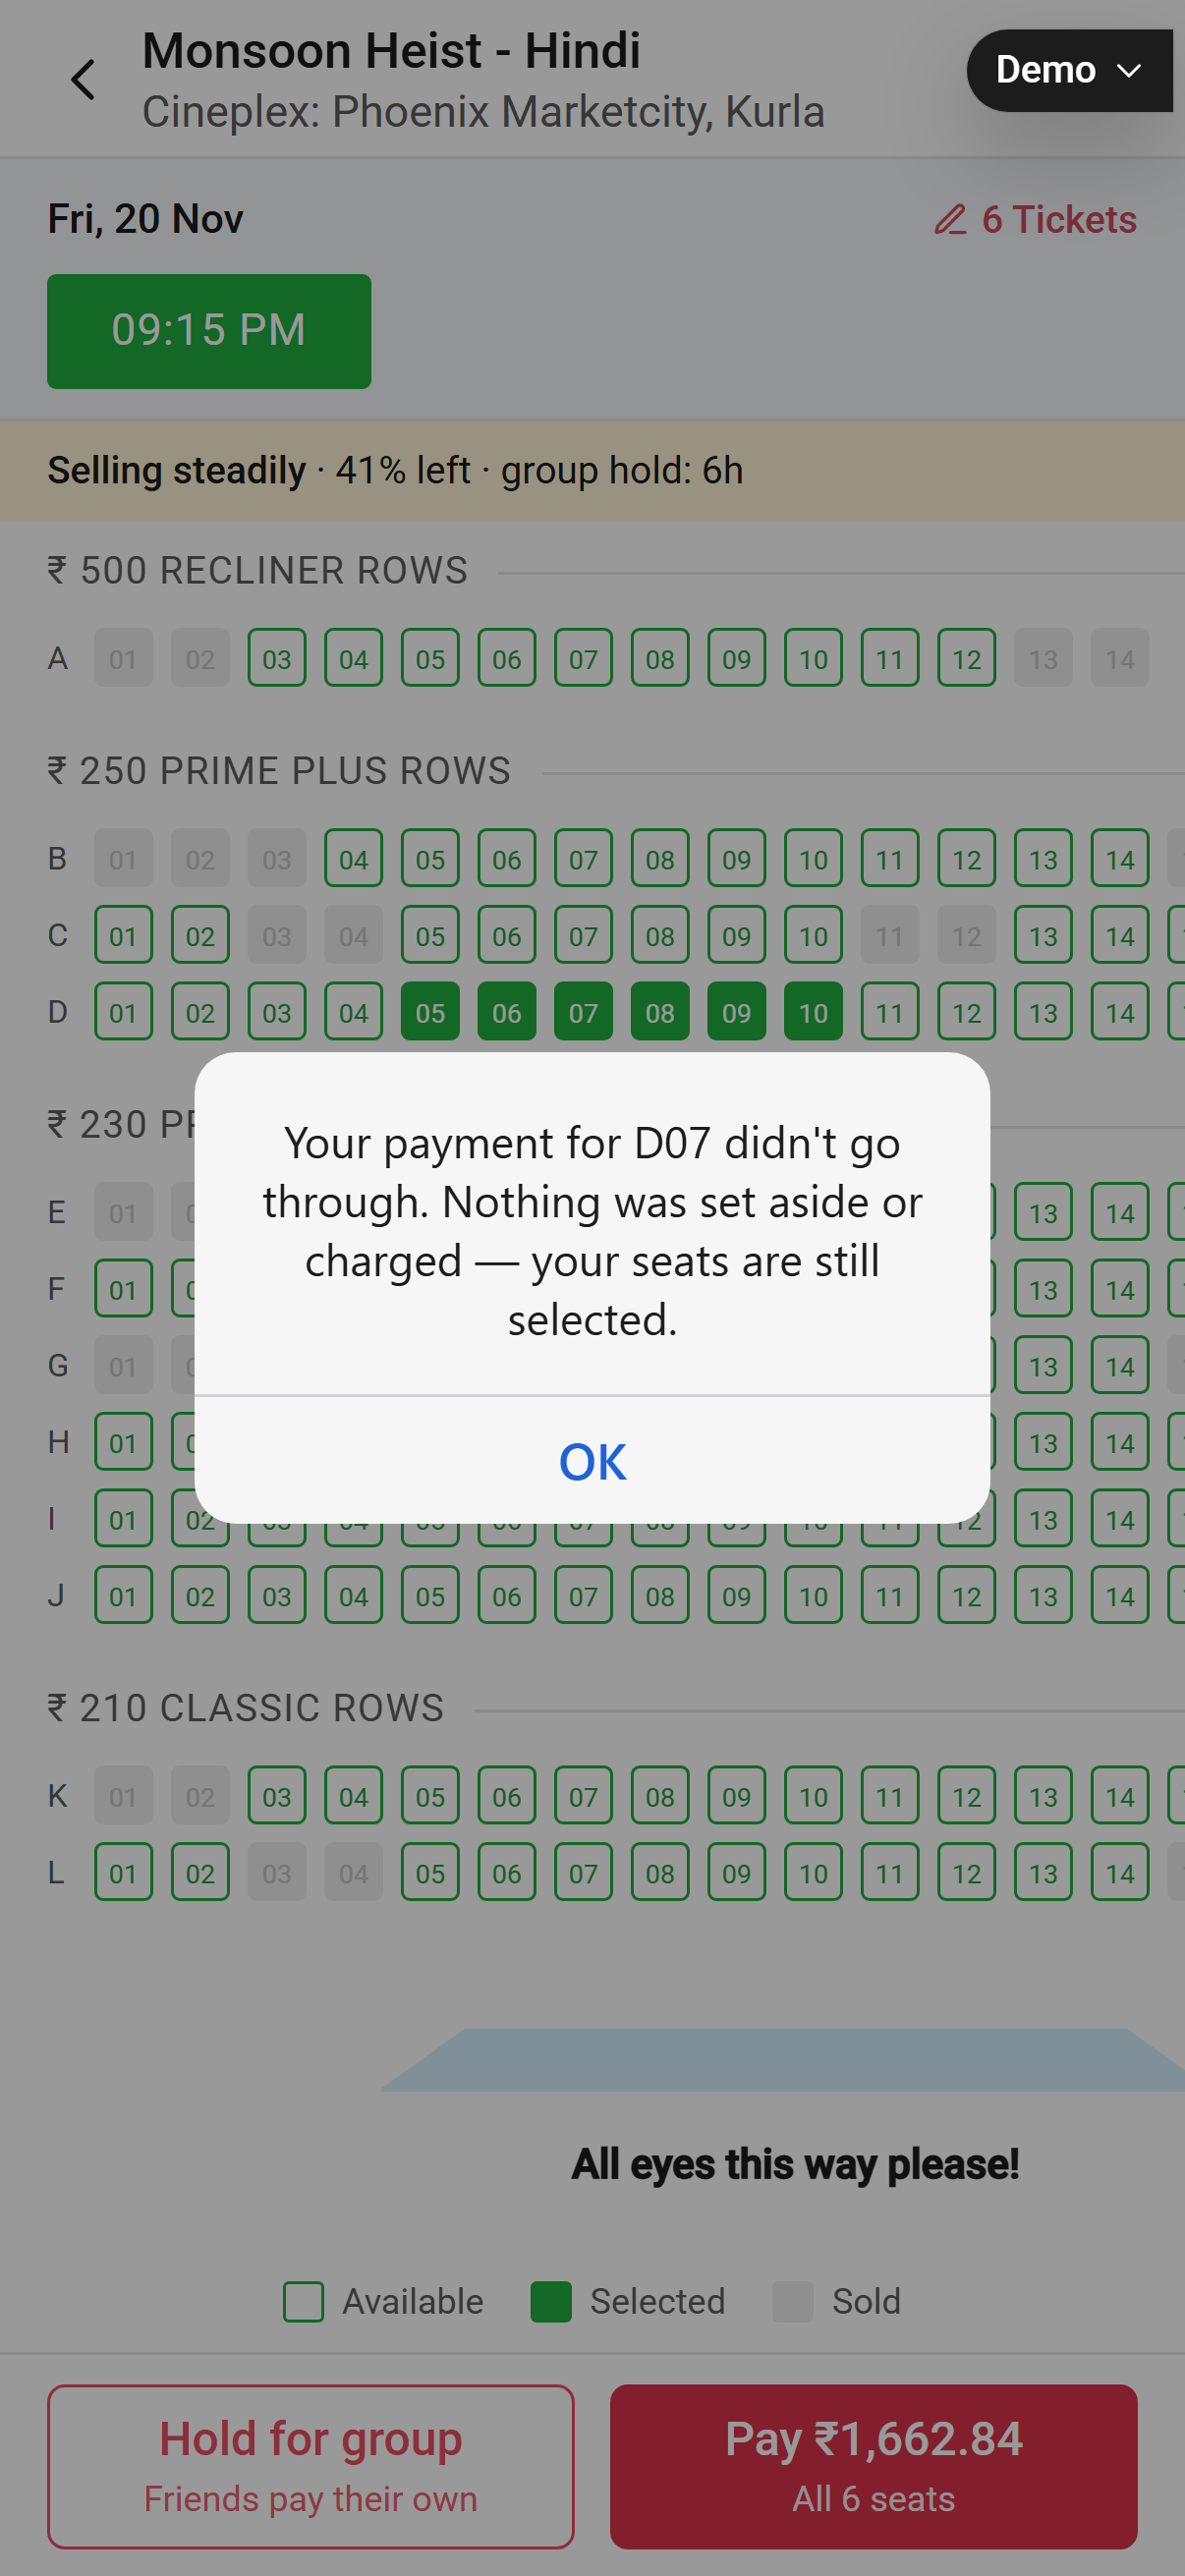 Monsoon Heist - Hindi
Demo
Cineplex: Phoenix Marketcity, Kurla
Fri, 20 Nov
6 Tickets
09:15 PM
Selling steadily · 41% left · group hold: 6h
₹ 500 RECLINER ROWS
A 01 02 03 04 05 06 07 08 09 10 11 12 13 14
₹ 250 PRIME PLUS ROWS
B 01 02 03 04 05 06 07 08 09 10 11 12 13 14
C 01 02 03 04 05 06 07 08 09 10 11 12 13 14
D 01 02 03 04 05 06 07 08 09 10 11 12 13 14
₹ 230
Your payment for D07 didn't go
through. Nothing was set aside or
charged — your seats are still
selected.
OK
E 01 13 14
F 01 13 14
G 01 13 14
H 01 13 14
I 01 02 13 14
J 01 02 03 04 05 06 07 08 09 10 11 12 13 14
₹ 210 CLASSIC ROWS
K 01 02 03 04 05 06 07 08 09 10 11 12 13 14
L 01 02 03 04 05 06 07 08 09 10 11 12 13 14
All eyes this way please!
Available
Selected
Sold
Hold for group
Friends pay their own
Pay ₹1,662.84
All 6 seats